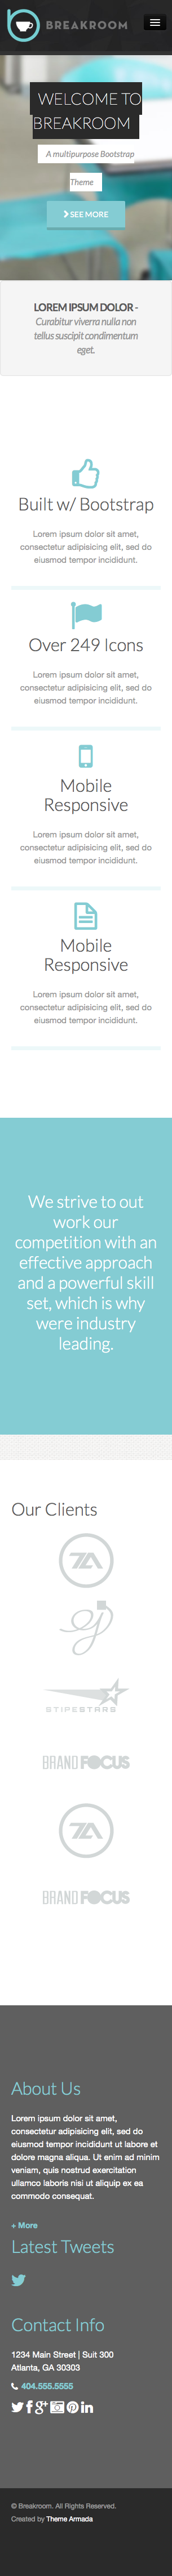 BREAKROOM
WELCOME TO
BREAKROOM
A multipurpose Bootstrap
Theme
SEE MORE
LOREM IPSUM DOLOR -
Curabitur viverra nulla non
tellus suscipit condimentum
eget.
Built w/ Bootstrap
Lorem ipsum dolor sit amet,
consectetur adipisicing elit, sed do
eiusmod tempor incididunt.
Over 249 Icons
Lorem ipsum dolor sit amet,
consectetur adipisicing elit, sed do
eiusmod tempor incididunt.
Mobile
Responsive
Lorem ipsum dolor sit amet,
consectetur adipisicing elit, sed do
eiusmod tempor incididunt.
Mobile
Responsive
Lorem ipsum dolor sit amet,
consectetur adipisicing elit, sed do
eiusmod tempor incididunt.
We strive to out
work our
competition with an
effective approach
and a powerful skill
set, which is why
were industry
leading.
Our Clients
ZA
STIPESTARS
BRANDFOCUS
ZA
BRANDFOCUS
About Us
Lorem ipsum dolor sit amet,
consectetur adipisicing elit, sed do
eiusmod tempor incididunt ut labore et
dolore magna aliqua. Ut enim ad minim
veniam, quis nostrud exercitation
ullamco laboris nisi ut aliquip ex ea
commodo consequat.
+ More
Latest Tweets
Contact Info
1234 Main Street | Suit 300
Atlanta, GA 30303
404.555.5555
© Breakroom. All Rights Reserved.
Created by Theme Armada